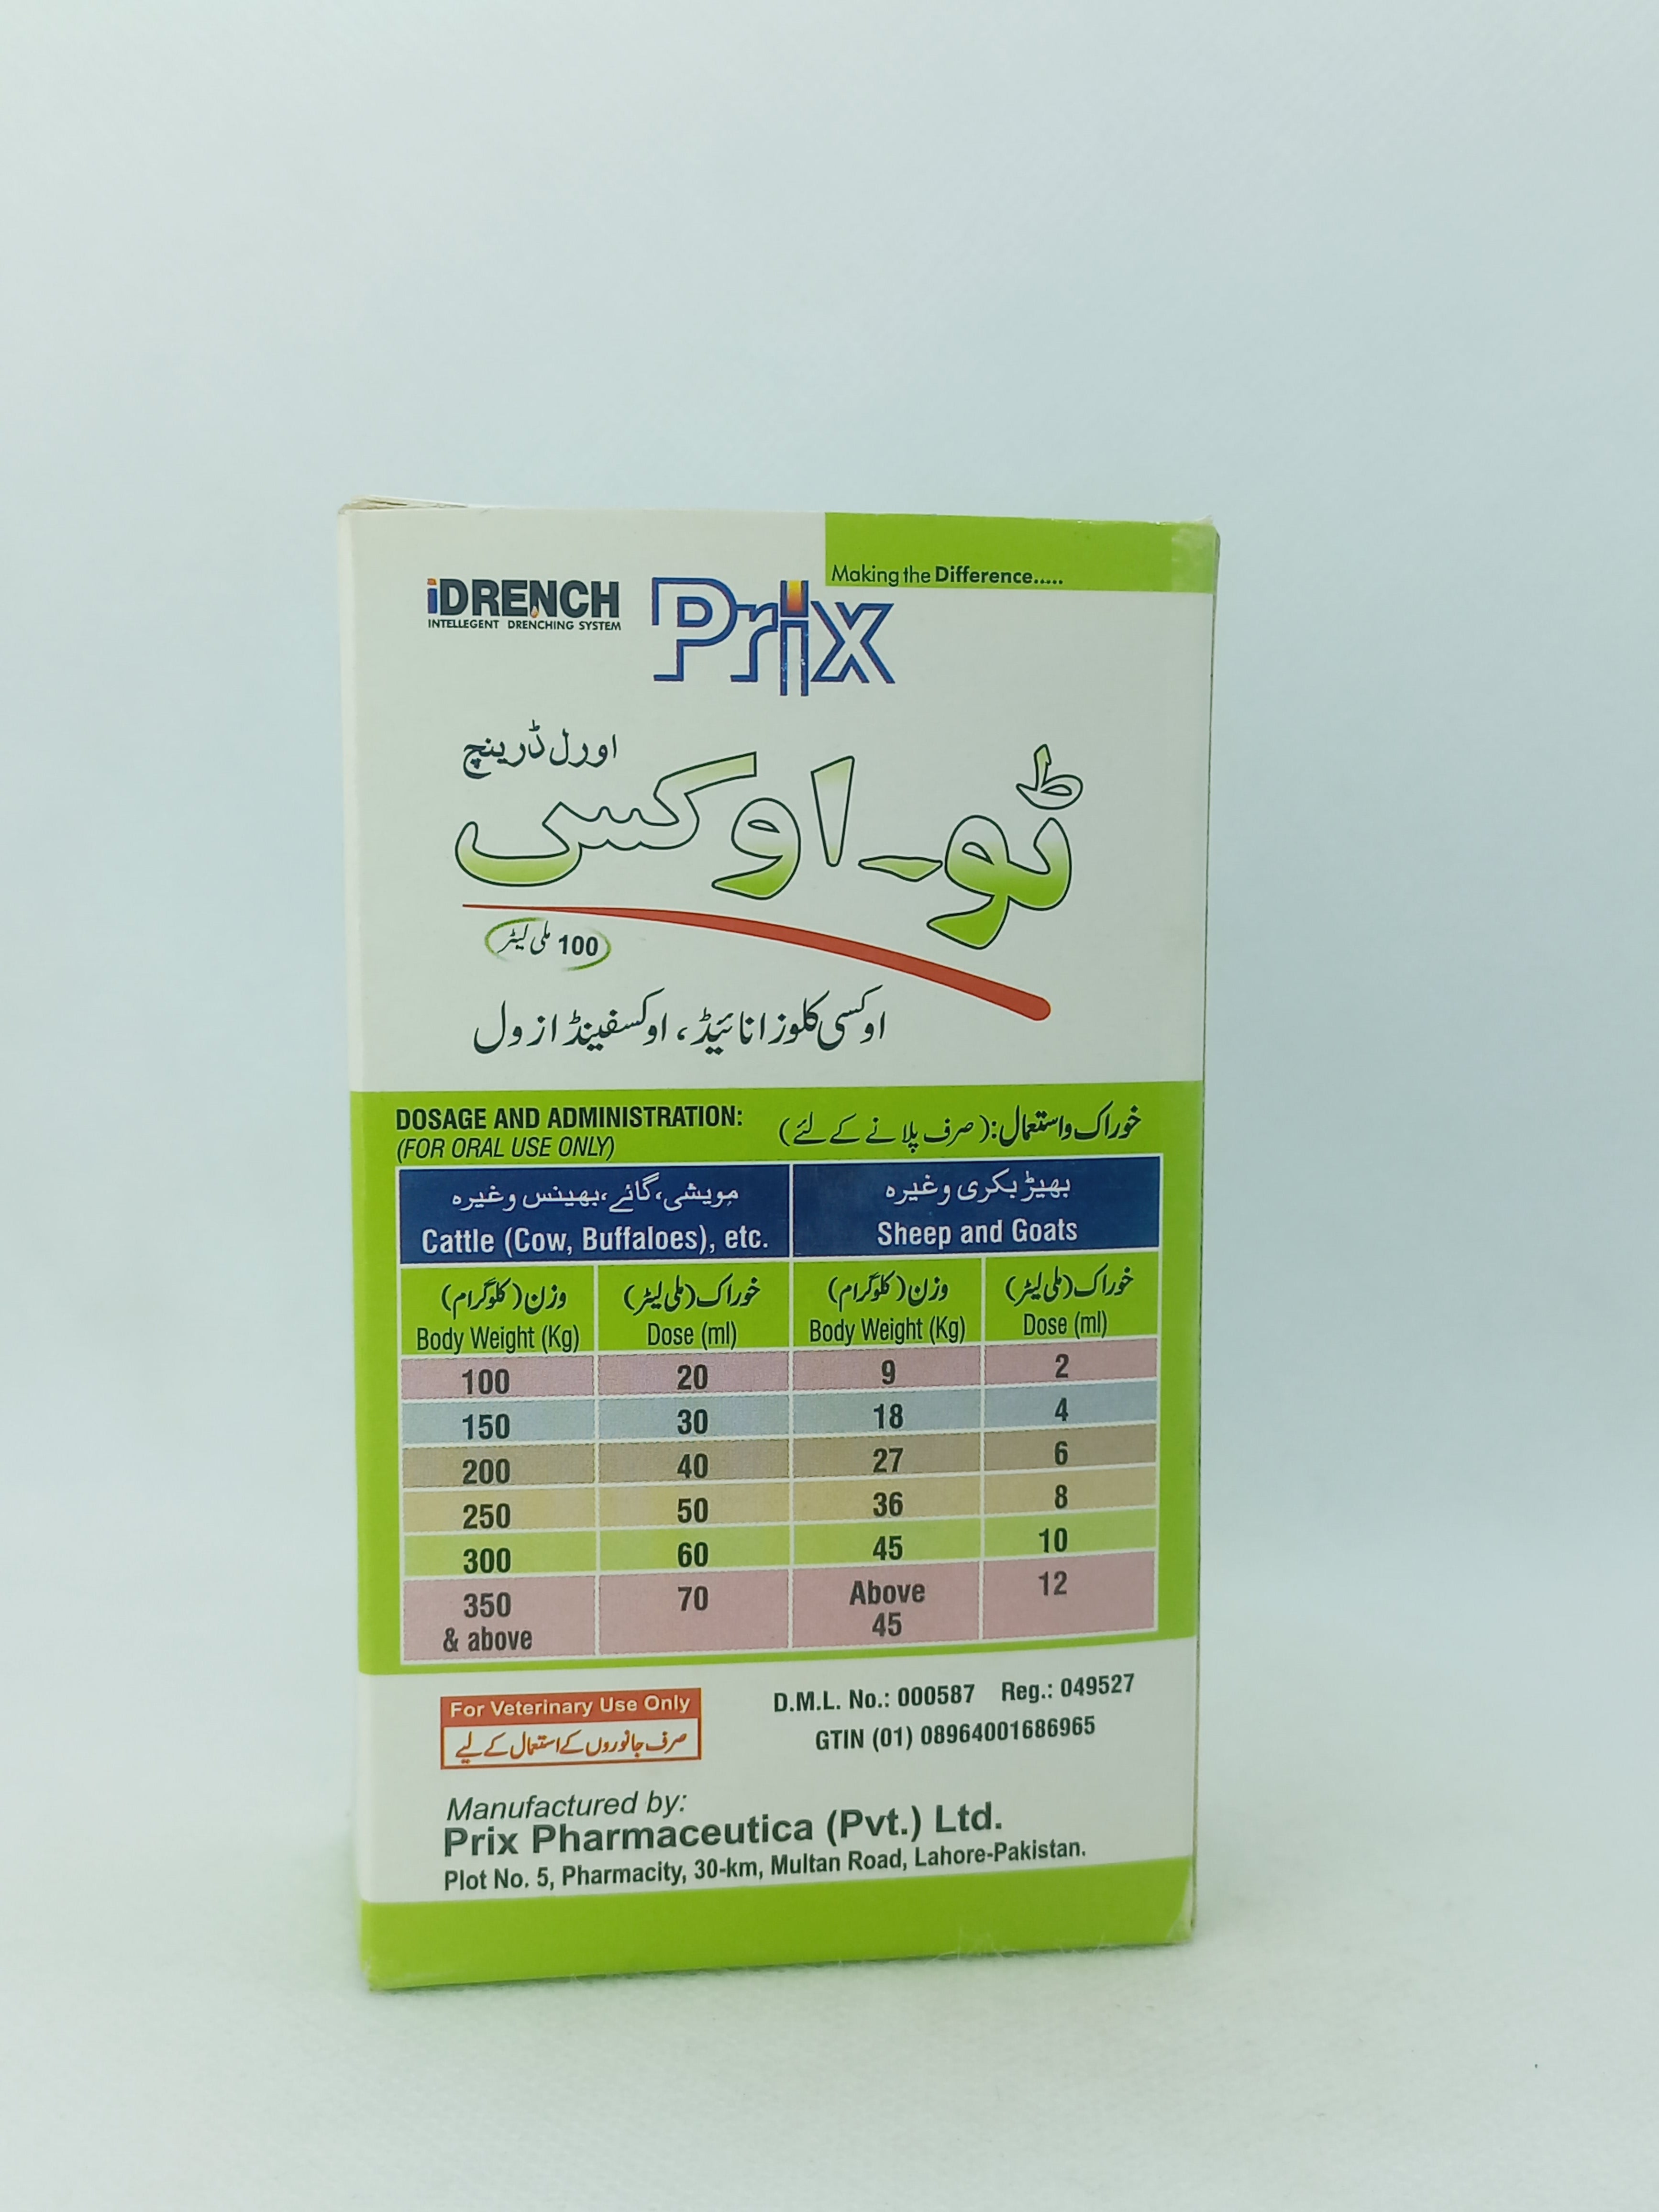 Making the Difference.....
iDRENCH
INTELLEGENT DRENCHING SYSTEM
Prix
اورل ڈرینچ
ٹو-اوکس
100 ملی لیٹر
اوکسی کلوزانائیڈ، اوکسفینڈازول
DOSAGE AND ADMINISTRATION:
(FOR ORAL USE ONLY)
خوراک واستعمال: (صرف پلانے کے لئے)
مویشی، گائے، بھینس وغیرہ
بھیڑ بکری وغیرہ
Cattle (Cow, Buffaloes), etc.
Sheep and Goats
وزن (کلوگرام) خوراک (ملی لیٹر) وزن (کلوگرام) خوراک (ملی لیٹر)
Body Weight (Kg) Dose (ml) Body Weight (Kg) Dose (ml)
100 20 9 2
150 30 18 4
200 40 27 6
250 50 36 8
300 60 45 10
350 70 Above 12
& above 45
For Veterinary Use Only
صرف جانوروں کے استعمال کے لیے
D.M.L. No.: 000587 Reg.: 049527
GTIN (01) 08964001686965
Manufactured by:
Prix Pharmaceutica (Pvt.) Ltd.
Plot No. 5, Pharmacity, 30-km, Multan Road, Lahore-Pakistan.